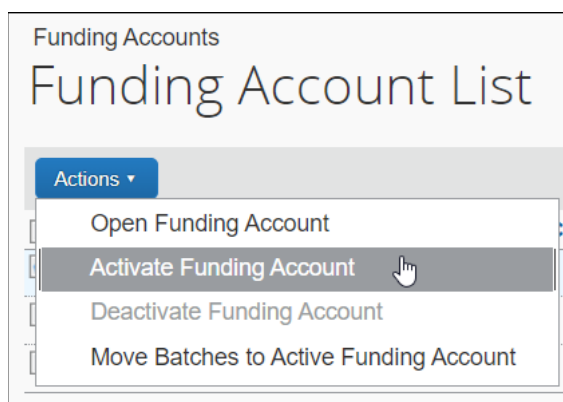 Funding Accounts
Funding Account List
Actions
Open Funding Account
Activate Funding Account
Deactivate Funding Account
Move Batches to Active Funding Account